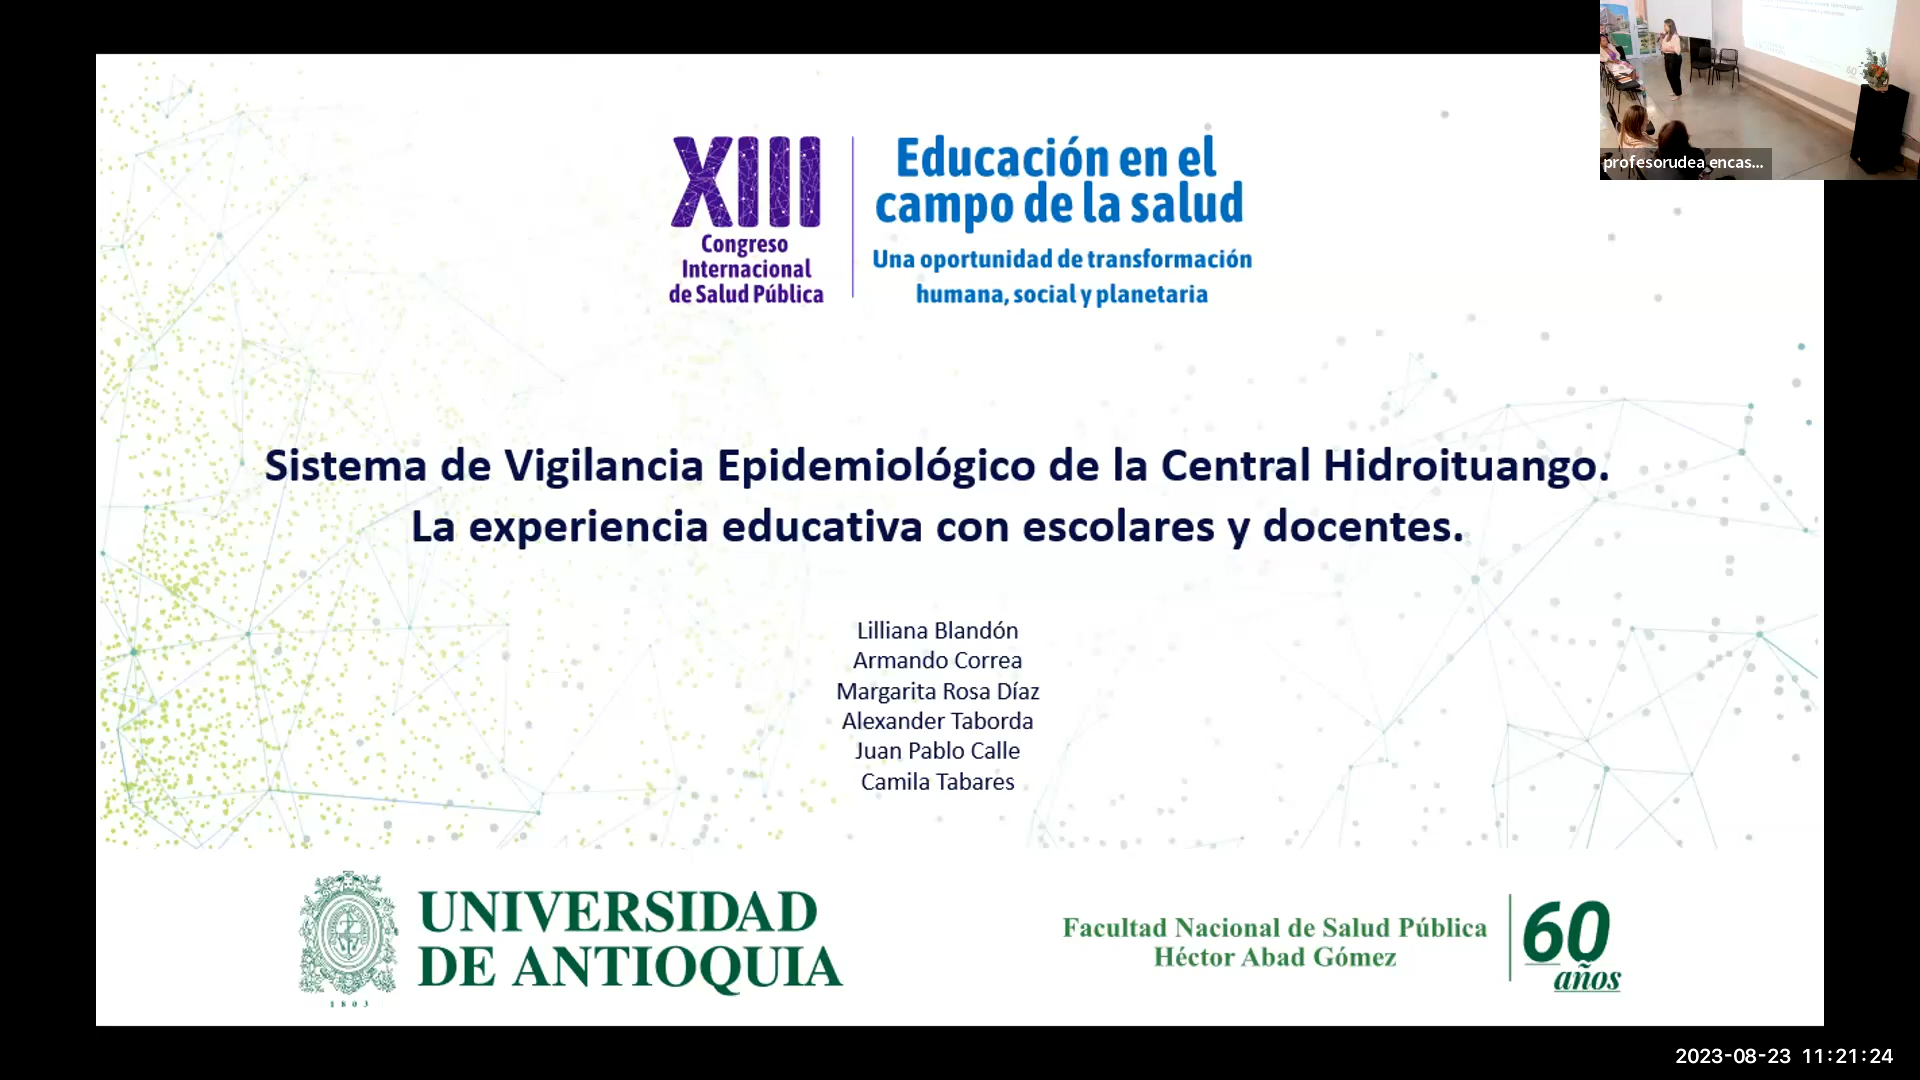 XIII
Congreso
Internacional
de Salud Pública
Educación en el
campo de la salud
Una oportunidad de transformación
humana, social y planetaria
profesorudea encas...
Sistema de Vigilancia Epidemiológico de la Central Hidroituango.
La experiencia educativa con escolares y docentes.
Lilliana Blandón
Armando Correa
Margarita Rosa Díaz
Alexander Taborda
Juan Pablo Calle
Camila Tabares
UNIVERSIDAD
DE ANTIOQUIA
1803
Facultad Nacional de Salud Pública
Héctor Abad Gómez
60
años
2023-08-23 11:21:24